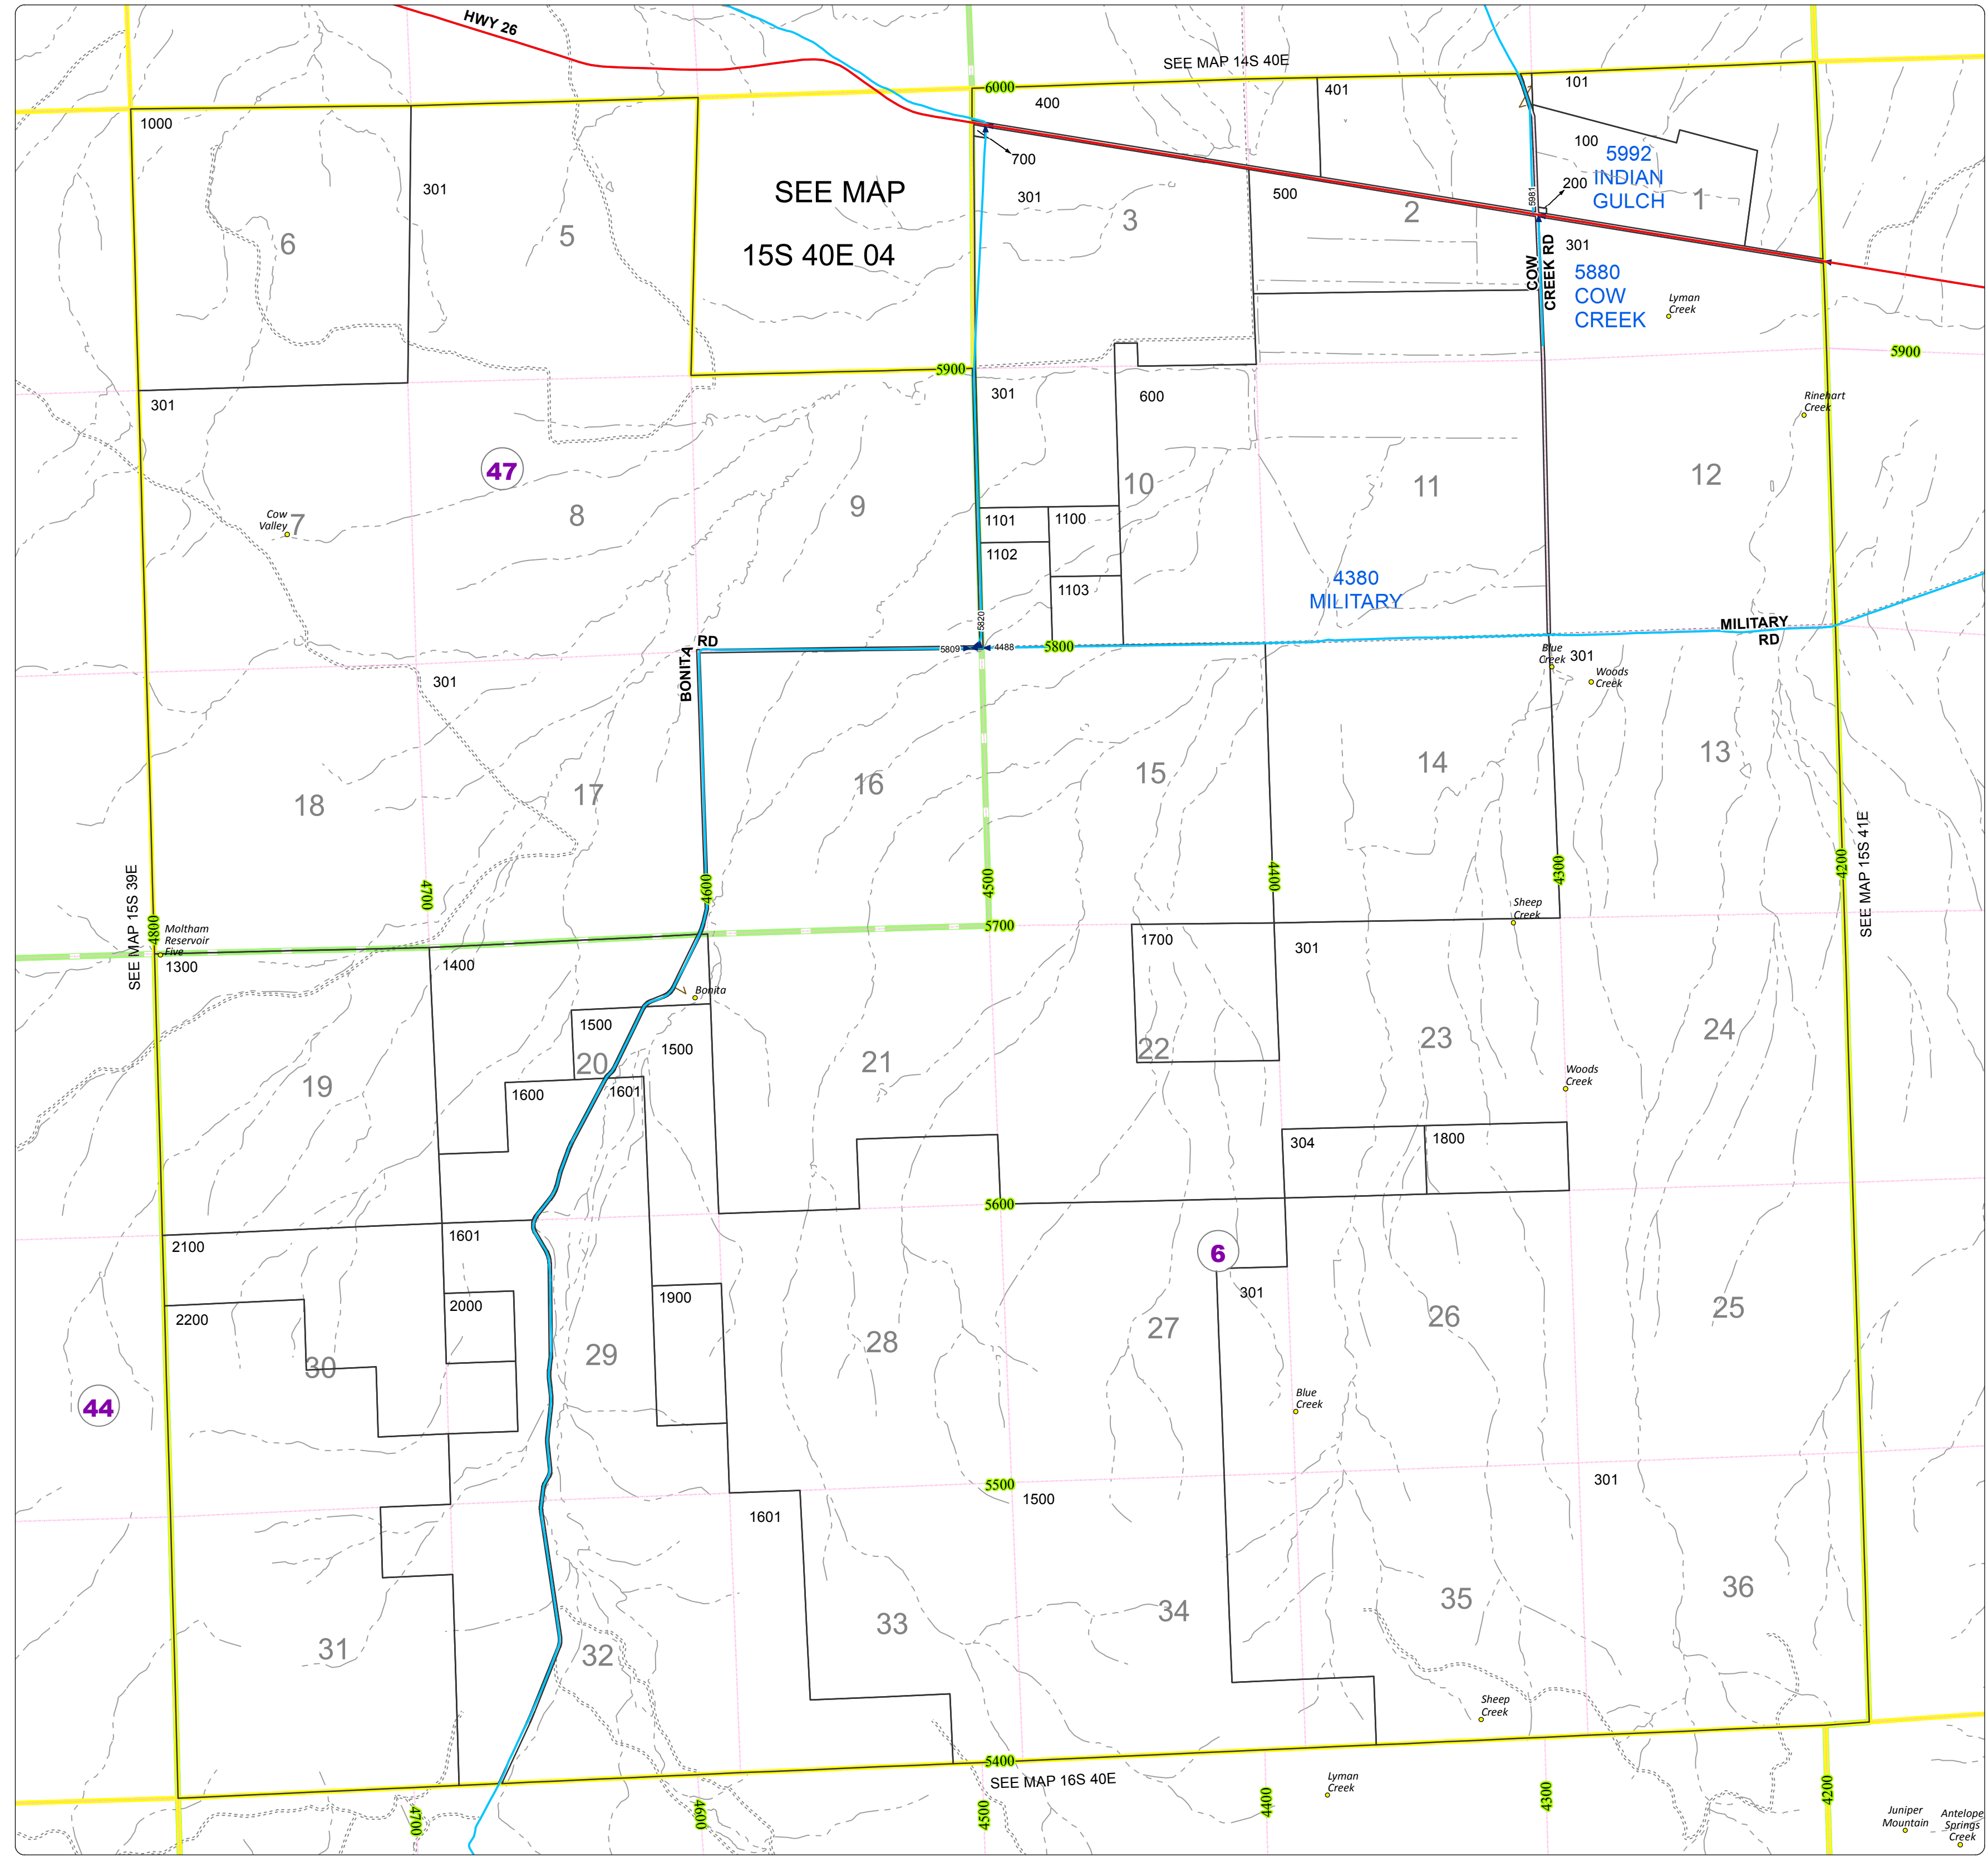 HWY 26
SEE MAP 14S 40E
6000
1000
400
401
101
301
700
100
5992
INDIAN
GULCH
SEE MAP
15S 40E 04
301
500
200
5981
6
5
3
2
1
301
COW
CREEK RD
5880
COW
CREEK
Lyman
Creek
5900
5900
301
301
600
Rinehart
Creek
47
10
11
12
Cow
Valley
7
8
9
1101
1100
1102
1103
4380
MILITARY
5820
BONITA
RD
5809
4488
5800
MILITARY
RD
Blue
Creek
301
Woods
Creek
301
18
17
16
15
14
13
SEE MAP 15S 39E
4800
4700
4600
4500
4400
4300
4200
SEE MAP 15S 41E
Moltham
Reservoir
Five
1300
1400
5700
1700
301
Sheep
Creek
Bonita
1500
1500
20
21
22
23
24
19
1600
1601
Woods
Creek
304
1800
5600
2100
1601
6
2200
2000
1900
301
30
29
28
27
26
25
44
Blue
Creek
5500
1500
301
1601
31
32
33
34
35
36
Sheep
Creek
5400
SEE MAP 16S 40E
Lyman
Creek
4700
4600
4500
4400
4300
4200
Juniper
Mountain
Antelope
Springs
Creek